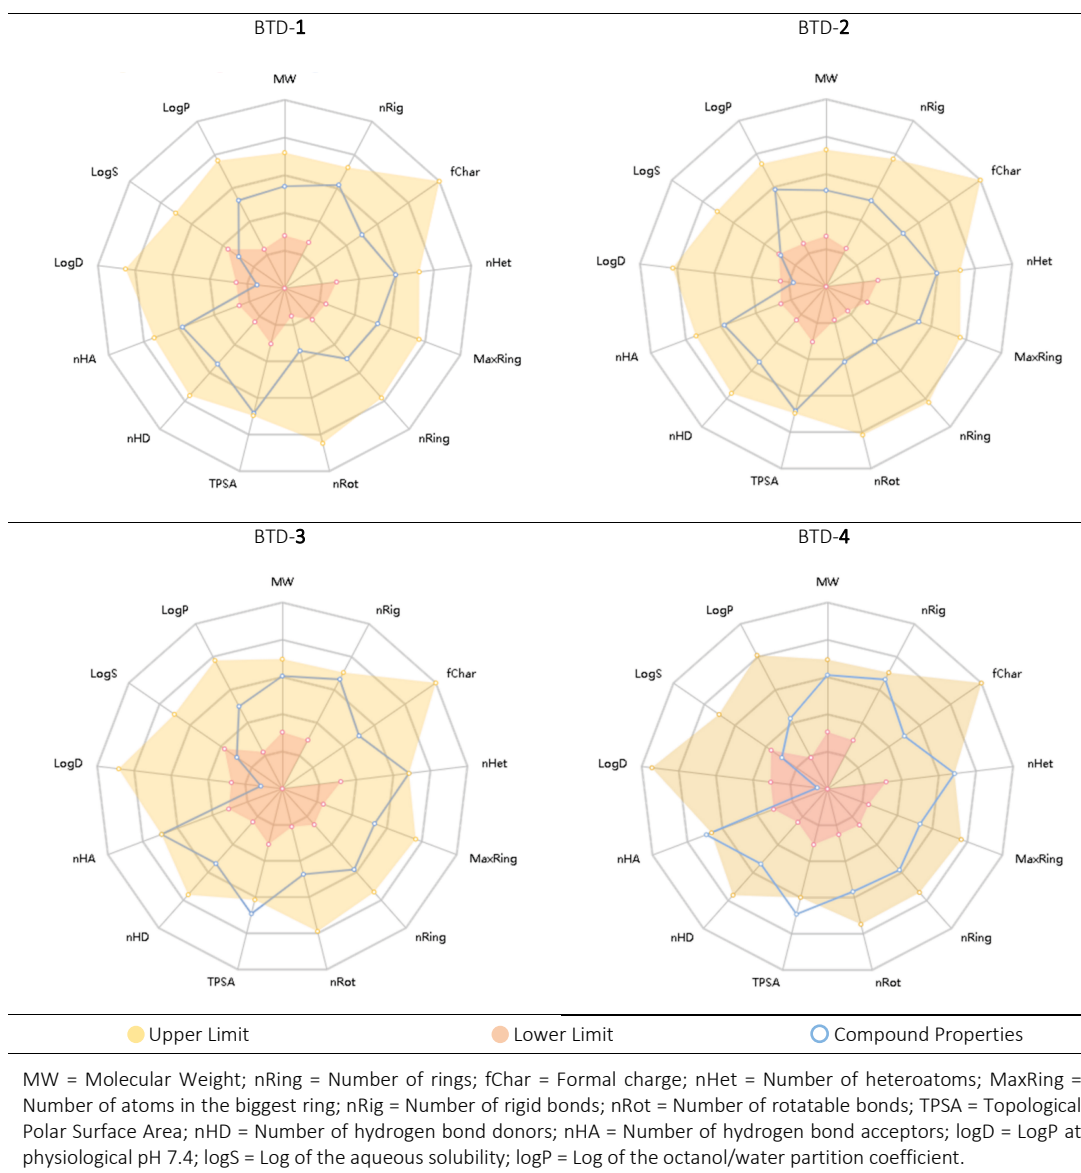 BTD-1
BTD-2
MW
nRig
fChar
nHet
MaxRing
nRing
nRot
TPSA
nHD
nHA
LogD
LogS
LogP
MW
nRig
fChar
nHet
MaxRing
nRing
nRot
TPSA
nHD
nHA
LogD
LogS
LogP
BTD-3
BTD-4
MW
nRig
fChar
nHet
MaxRing
nRing
nRot
TPSA
nHD
nHA
LogD
LogS
LogP
MW
nRig
fChar
nHet
MaxRing
nRing
nRot
TPSA
nHD
nHA
LogD
LogS
LogP
Upper Limit
Lower Limit
Compound Properties
MW = Molecular Weight; nRing = Number of rings; fChar = Formal charge; nHet = Number of heteroatoms; MaxRing =
Number of atoms in the biggest ring; nRig = Number of rigid bonds; nRot = Number of rotatable bonds; TPSA = Topological
Polar Surface Area; nHD = Number of hydrogen bond donors; nHA = Number of hydrogen bond acceptors; logD = LogP at
physiological pH 7.4; logS = Log of the aqueous solubility; logP = Log of the octanol/water partition coefficient.